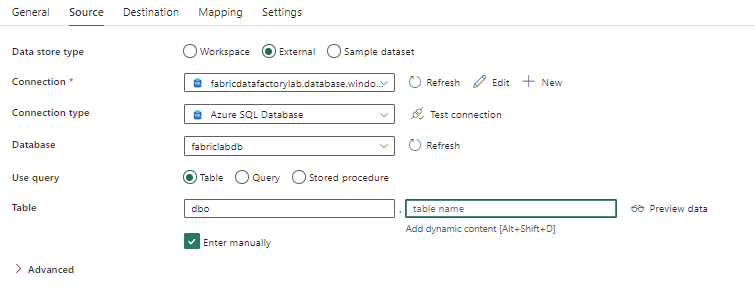 General Source Destination Mapping Settings
Data store type Workspace External Sample dataset
Connection * fabricdatafactorylab.database.windo... Refresh Edit New
Connection type Azure SQL Database Test connection
Database fabriclabdb Refresh
Use query Table Query Stored procedure
Table dbo . table name Preview data
Add dynamic content [Alt+Shift+D]
Enter manually
Advanced